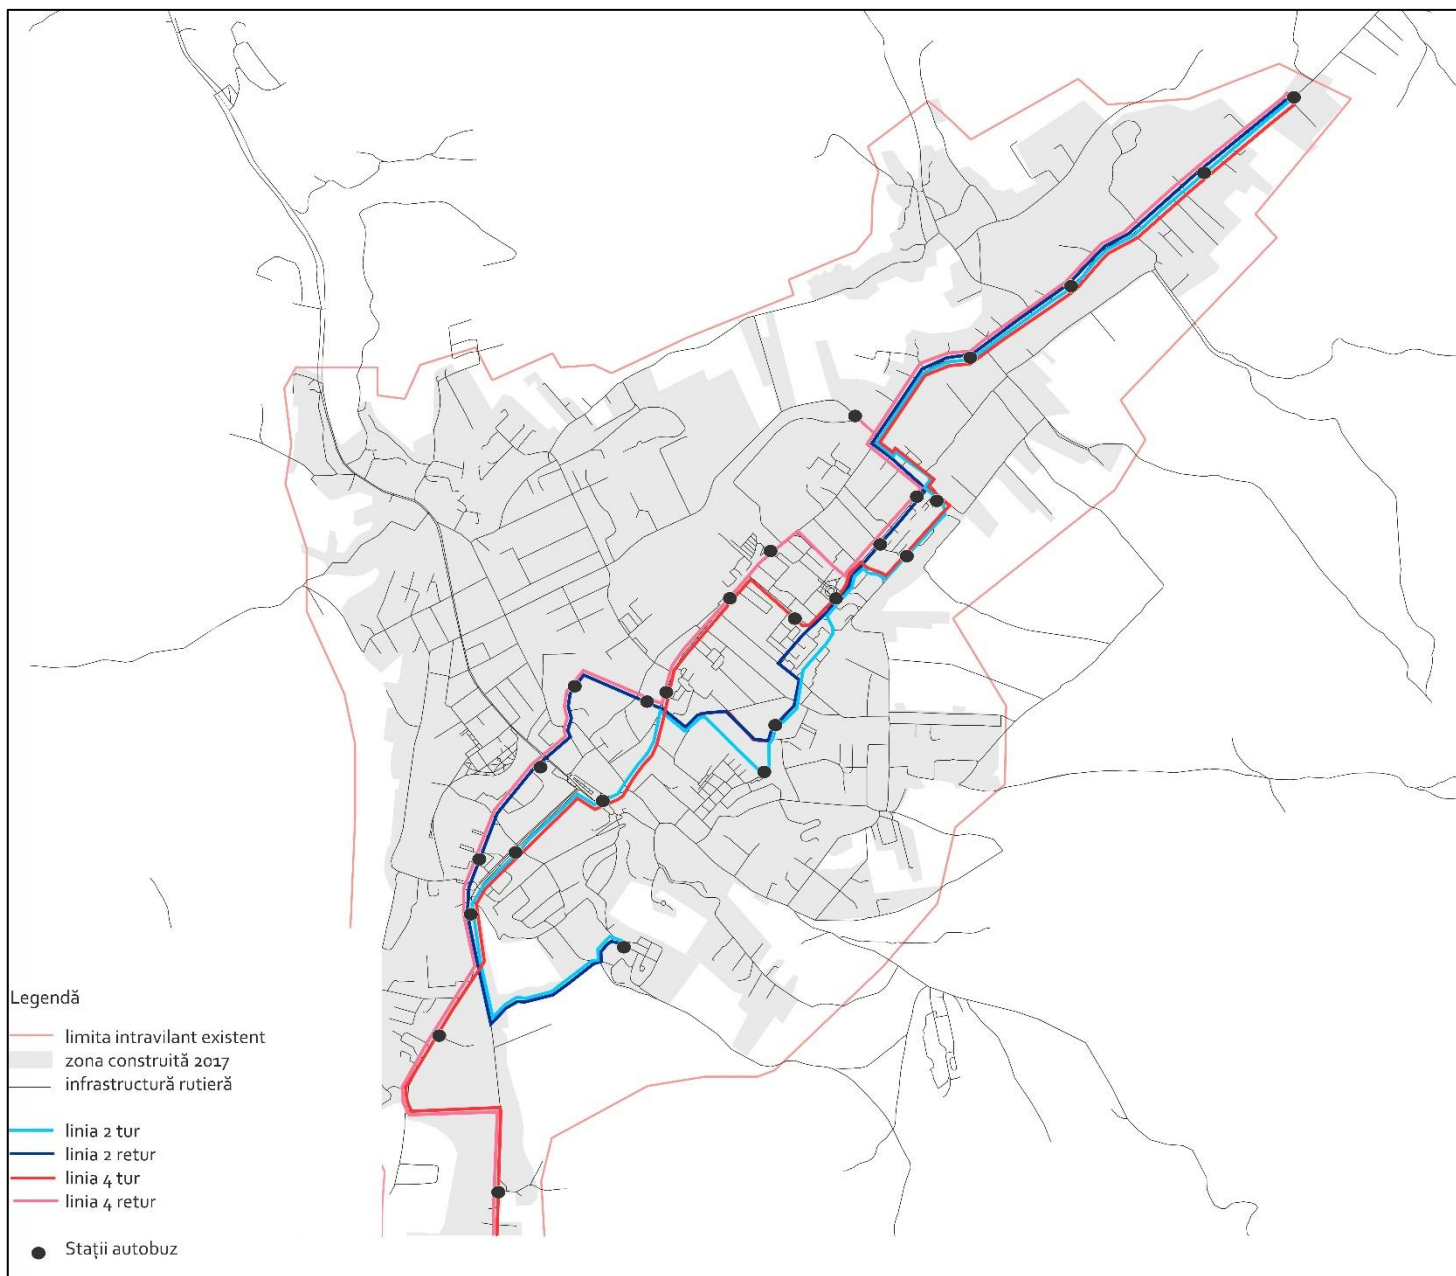 Legendă
limita intravilant existent
zona construită 2017
infrastructură rutieră
linia 2 tur
linia 2 retur
linia 4 tur
linia 4 retur
Stații autobuz